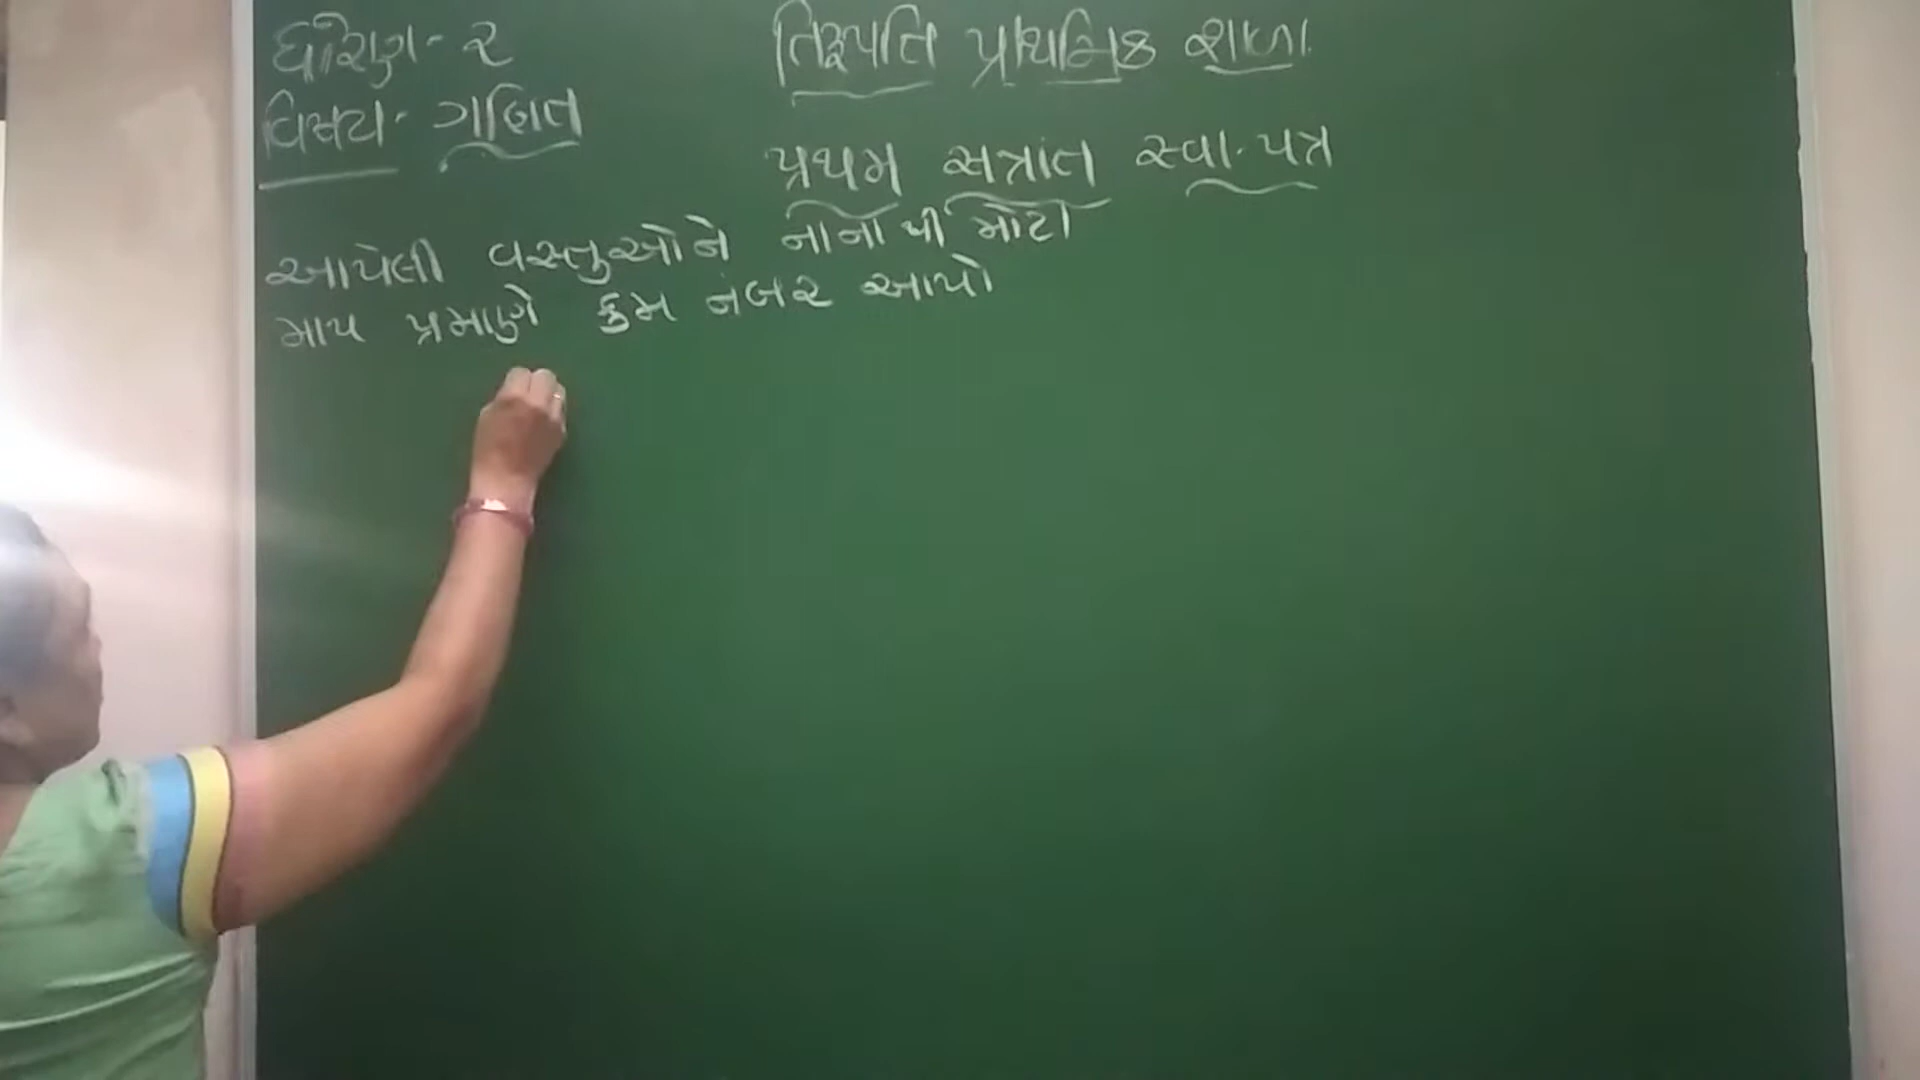 ધોરણ - ૨
વિષય - ગણિત
તિરૂપતિ પ્રાથમિક શાળા
પ્રથમ સત્રાંત સ્વા. પત્ર
આપેલી વસ્તુઓને નાનાથી મોટા
માપ પ્રમાણે ક્રમ નંબર આપો